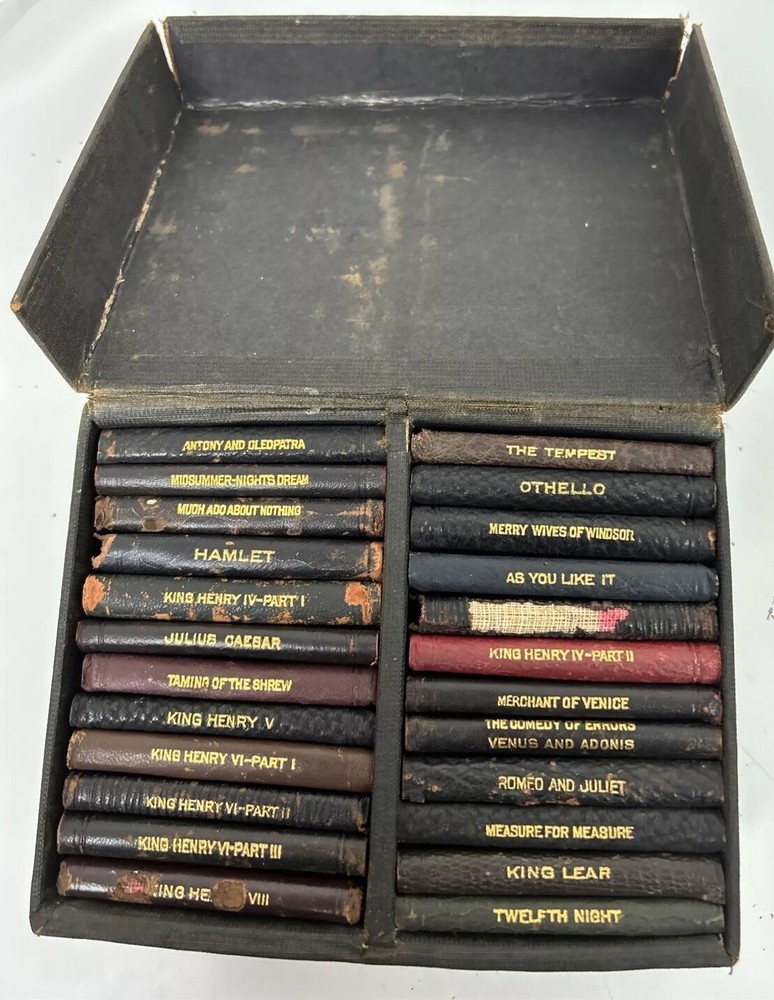 ANTONY AND CLEOPATRA
MIDSUMMER-NIGHTS DREAM
MUCH ADO ABOUT NOTHING
HAMLET
KING HENRY IV-PART I
JULIUS CAESAR
TAMING OF THE SHREW
KING HENRY V
KING HENRY VI-PART I
KING HENRY VI-PART II
KING HENRY VI-PART III
KING HE VIII
THE TEMPEST
OTHELLO
MERRY WIVES OF WINDSOR
AS YOU LIKE IT
KING HENRY IV-PART II
MERCHANT OF VENICE
THE COMEDY OF ERRORS
VENUS AND ADONIS
ROMEO AND JULIET
MEASURE FOR MEASURE
KING LEAR
TWELFTH NIGHT